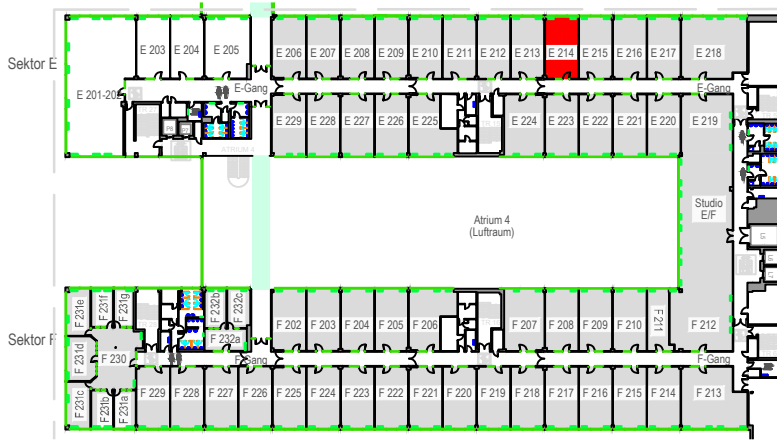 Sektor E
E 203
E 204
E 205
E 206
E 207
E 208
E 209
E 210
E 211
E 212
E 213
E 214
E 215
E 216
E 217
E 218
E 201-202
E-Gang
E-Gang
E 229
E 228
E 227
E 226
E 225
E 224
E 223
E 222
E 221
E 220
E 219
ATRIUM 4
Studio
E/F
Atrium 4
(Luftraum)
F 231e
F 231f
F 231g
F 232b
F 232c
F 202
F 203
F 204
F 205
F 206
F 207
F 208
F 209
F 210
F 211
F 212
Sektor F
F 231d
F 230
F 232a
F-Gang
F 231c
F 231b
F 231a
F 229
F 228
F 227
F 226
F 225
F 224
F 223
F 222
F 221
F 220
F 219
F 218
F 217
F 216
F 215
F 214
F 213